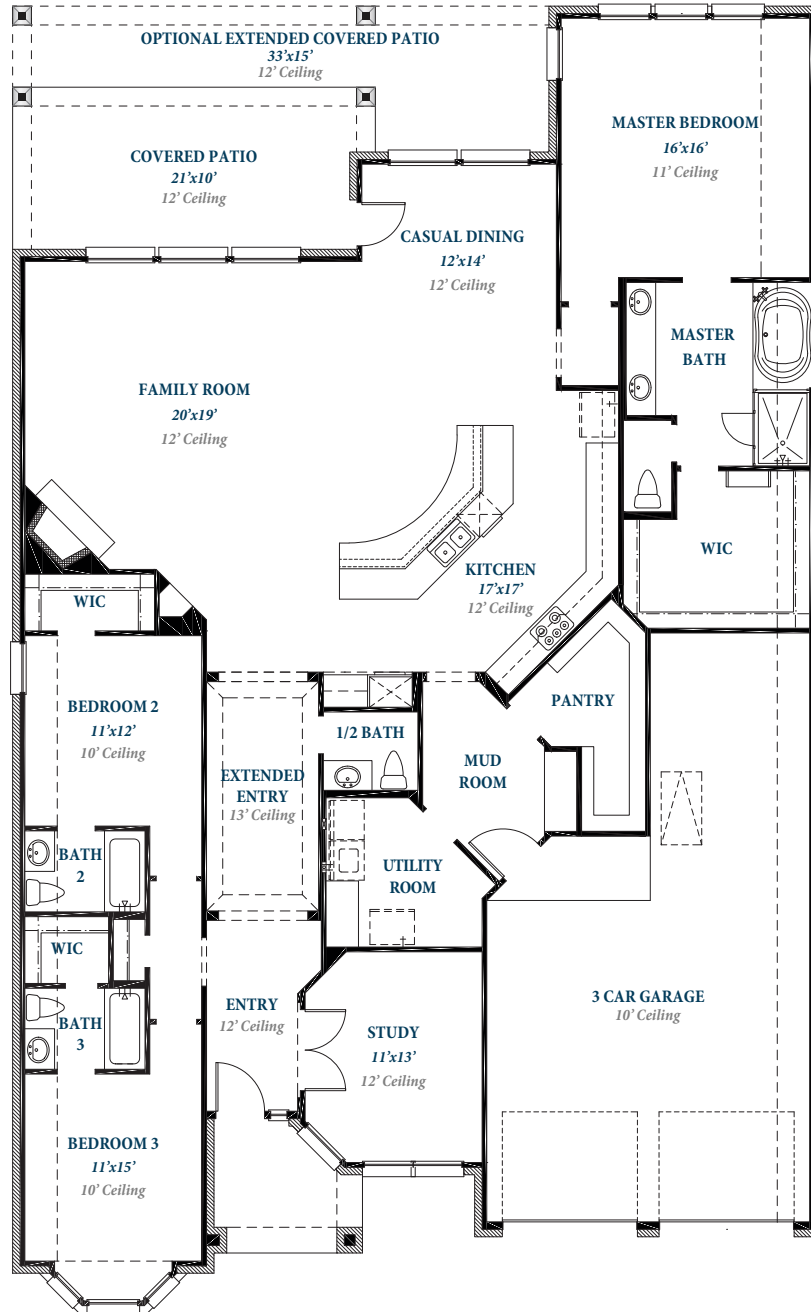 OPTIONAL EXTENDED COVERED PATIO
33'x15'
12' Ceiling
MASTER BEDROOM
16'x16'
11' Ceiling
COVERED PATIO
21'x10'
12' Ceiling
CASUAL DINING
12'x14'
12' Ceiling
MASTER
BATH
FAMILY ROOM
20'x19'
12' Ceiling
WIC
KITCHEN
17'x17'
12' Ceiling
WIC
BEDROOM 2
11'x12'
10' Ceiling
PANTRY
1/2 BATH
MUD
ROOM
EXTENDED
ENTRY
13' Ceiling
BATH
2
UTILITY
ROOM
WIC
ENTRY
12' Ceiling
3 CAR GARAGE
10' Ceiling
BATH
3
STUDY
11'x13'
12' Ceiling
BEDROOM 3
11'x15'
10' Ceiling